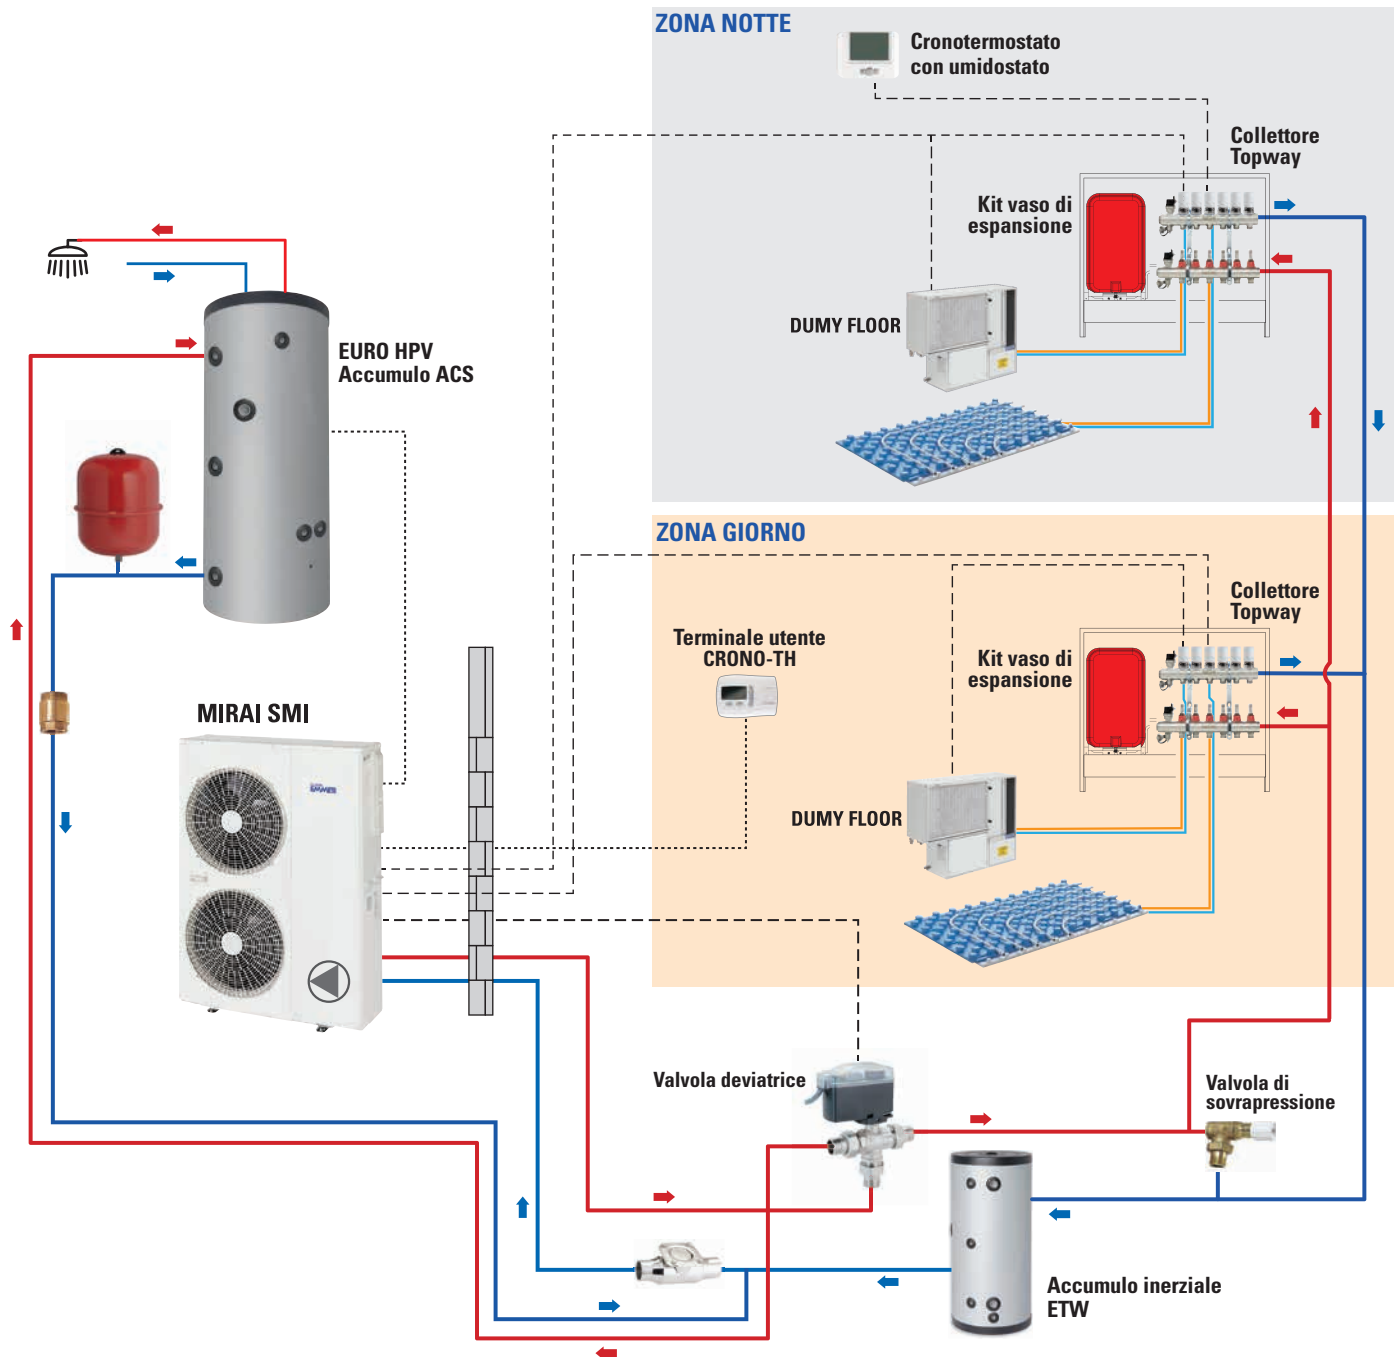 ZONA NOTTE
Cronotermostato
con umidostato
Collettore
Topway
Kit vaso di
espansione
DUMY FLOOR
EURO HPV
Accumulo ACS
ZONA GIORNO
Collettore
Topway
Terminale utente
CRONO-TH
Kit vaso di
espansione
MIRAI SMI
EMMETI
DUMY FLOOR
Valvola deviatrice
Valvola di
sovrapressione
Accumulo inerziale
ETW